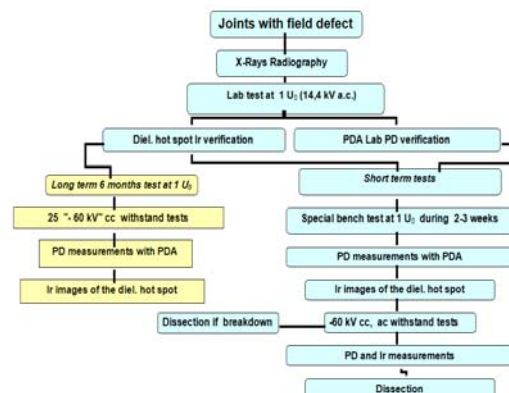 Joints with field defect
X-Rays Radiography
Lab test at 1 U₀ (14,4 kV a.c.)
Diel. hot spot Ir verification
PDA Lab PD verification
Long term 6 months test at 1 U₀
Short term tests
25 "- 60 kV" cc withstand tests
Special bench test at 1 U₀ during 2-3 weeks
PD measurements with PDA
PD measurements with PDA
Ir images of the diel. hot spot
Ir images of the diel. hot spot
Dissection if breakdown
-60 kV cc, ac withstand tests
PD and Ir measurements
Dissection